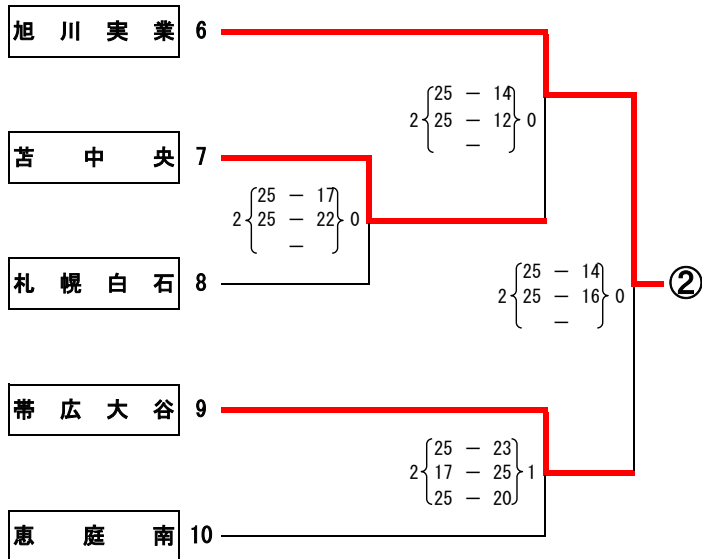 旭川実業 6
25 － 14
2 25 － 12 0
－
苫中央 7
25 － 17
2 25 － 22 0
－
札幌白石 8
25 － 14
2 25 － 16 0
－
②
帯広大谷 9
25 － 23
2 17 － 25 1
25 － 20
恵庭南 10